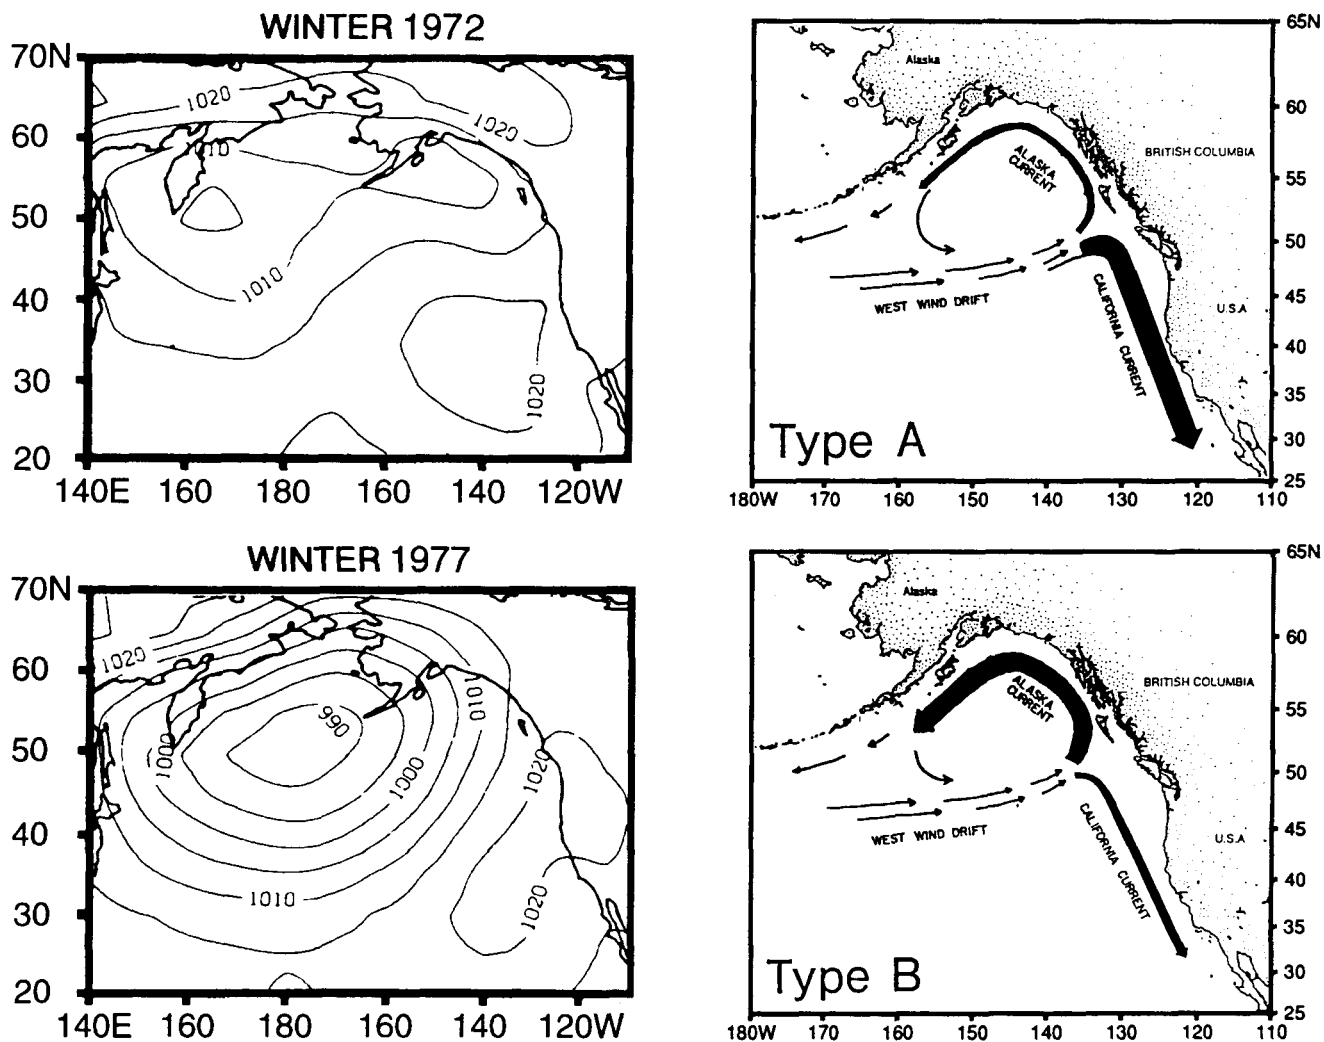 WINTER 1972
70N
60
50
40
30
20
140E 160 180 160 140 120W
1020
1020
010
1010
1020
65N
60
55
50
45
40
35
30
25
180W 170 160 150 140 130 120 110
Alaska
BRITISH COLUMBIA
ALASKA
CURRENT
WEST WIND DRIFT
CALIFORNIA CURRENT
U.S.A
Type A
WINTER 1977
70N
60
50
40
30
20
140E 160 180 160 140 120W
1020
990
1010
1000
1000
1020
1010
1020
65N
60
55
50
45
40
35
30
25
180W 170 160 150 140 130 120 110
Alaska
BRITISH COLUMBIA
ALASKA
CURRENT
WEST WIND DRIFT
CALIFORNIA CURRENT
U.S.A
Type B